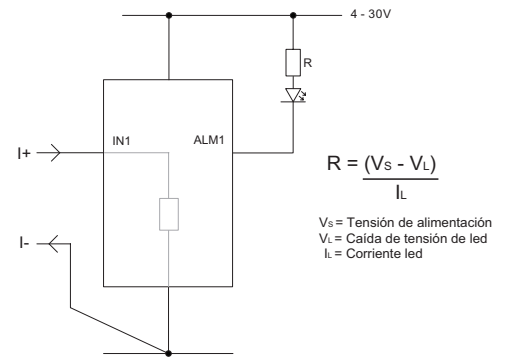 4 - 30V
R
IN1
ALM1
I+
I-
R = (Vs - VL)
IL
Vs = Tensión de alimentación
VL = Caída de tensión de led
IL = Corriente led